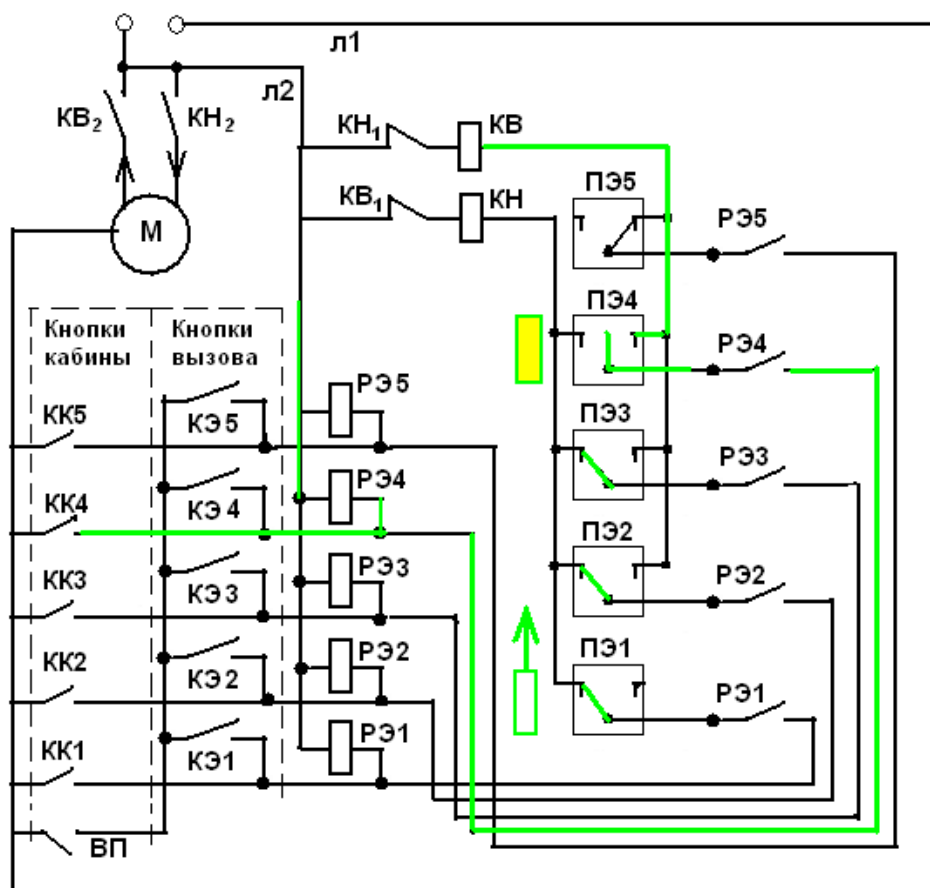 л1
л2
КВ2
КН2
КН1
КВ
КВ1
КН
М
ПЭ5
РЭ5
ПЭ4
РЭ4
ПЭ3
РЭ3
ПЭ2
РЭ2
ПЭ1
РЭ1
Кнопки
кабины
Кнопки
вызова
РЭ5
КК5
КЭ5
РЭ4
КК4
КЭ4
РЭ3
КК3
КЭ3
РЭ2
КК2
КЭ2
РЭ1
КК1
КЭ1
ВП